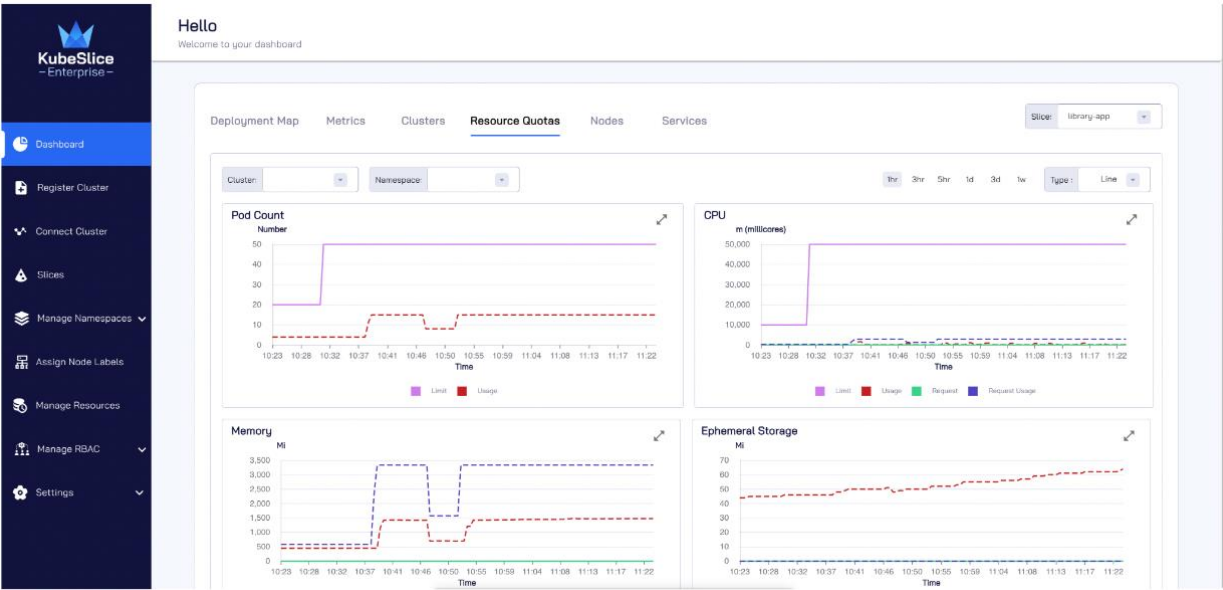 KubeSlice
–Enterprise–
Dashboard
Register Cluster
Connect Cluster
Slices
Manage Namespaces
Assign Node Labels
Manage Resources
Manage RBAC
Settings
Hello
Welcome to your dashboard
Deployment Map Metrics Clusters Resource Quotas Nodes Services
Slice: library-app
Cluster: Namespace: 1hr 3hr 5hr 1d 3d 1w Type : Line
Pod Count
Number
50
40
30
20
10
0
10:23 10:28 10:32 10:37 10:41 10:46 10:50 10:55 10:59 11:04 11:08 11:13 11:17 11:22
Time
Limit Usage
CPU
m (millicores)
50,000
40,000
30,000
20,000
10,000
0
10:23 10:28 10:32 10:37 10:41 10:46 10:50 10:55 10:59 11:04 11:08 11:13 11:17 11:22
Time
Limit Usage Request Request Usage
Memory
Mi
3,500
3,000
2,500
2,000
1,500
1,000
500
0
10:23 10:28 10:32 10:37 10:41 10:46 10:50 10:55 10:59 11:04 11:08 11:13 11:17 11:22
Time
Ephemeral Storage
Mi
70
60
50
40
30
20
10
0
10:23 10:28 10:32 10:37 10:41 10:46 10:50 10:55 10:59 11:04 11:08 11:13 11:17 11:22
Time